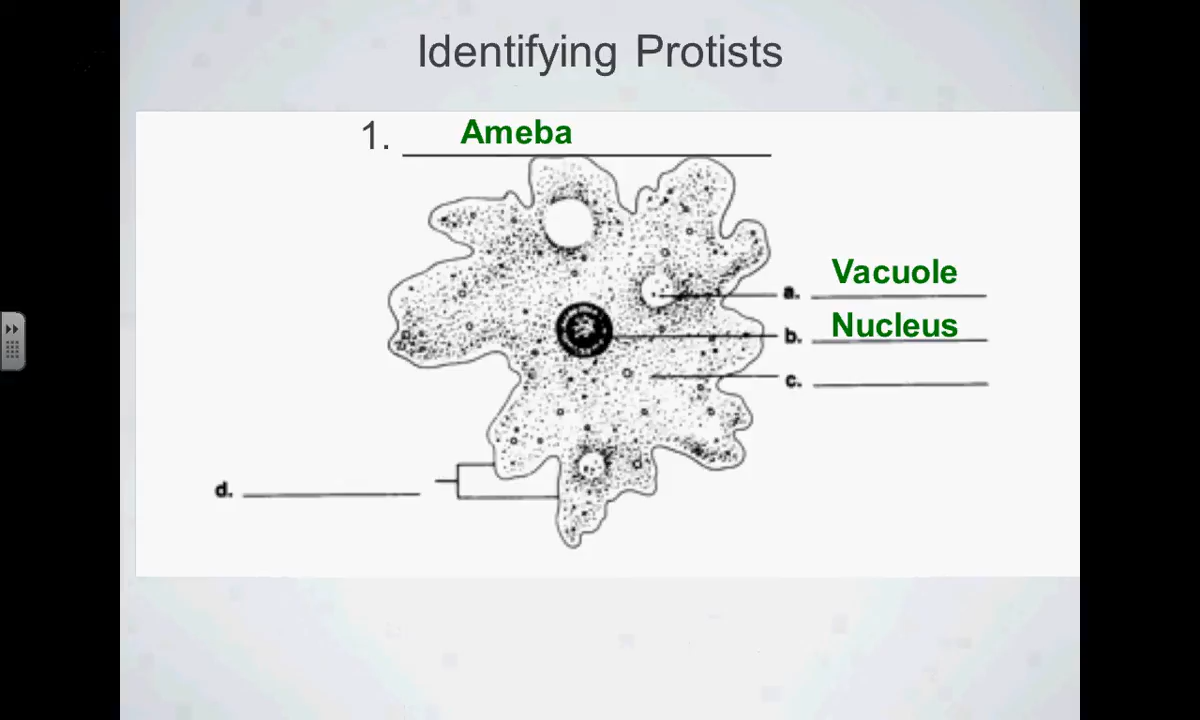 Identifying Protists
1. Ameba
a. Vacuole
b. Nucleus
c.
d.